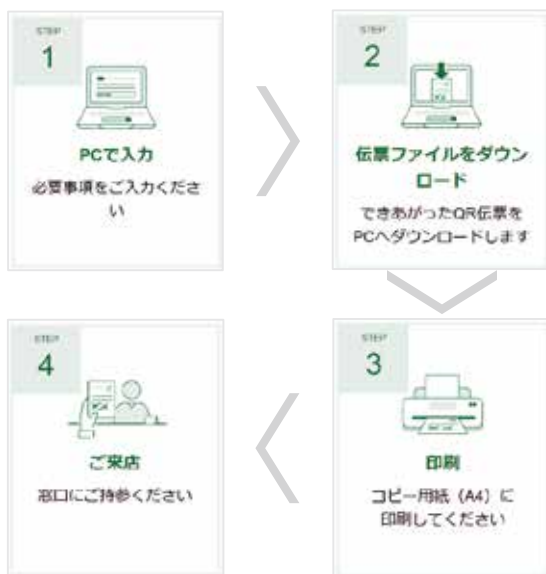 STEP
1
PCで入力
必要事項をご入力くださ
い
STEP
2
伝票ファイルをダウン
ロード
できあがったQR伝票を
PCへダウンロードします
STEP
3
印刷
コピー用紙（A4）に
印刷してください
STEP
4
ご来店
窓口にご持参ください